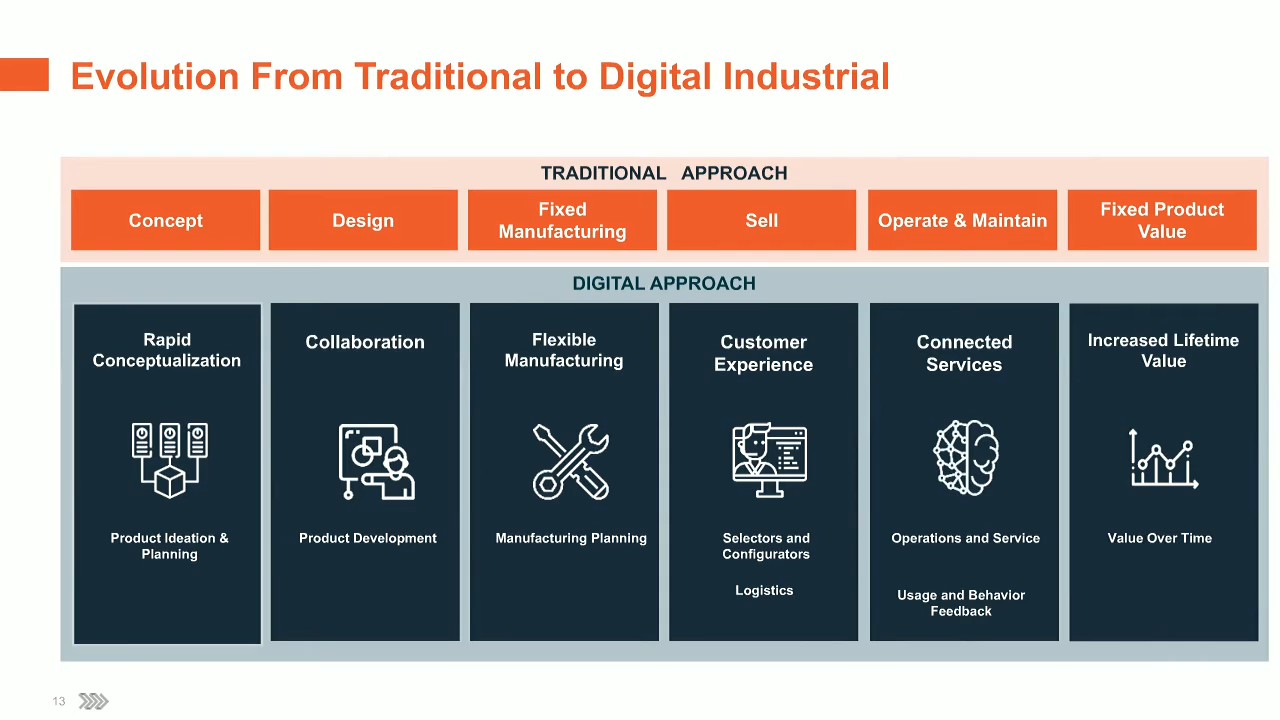 Evolution From Traditional to Digital Industrial
TRADITIONAL APPROACH
Concept
Design
Fixed
Manufacturing
Sell
Operate & Maintain
Fixed Product
Value
DIGITAL APPROACH
Rapid
Conceptualization
Product Ideation &
Planning
Collaboration
Product Development
Flexible
Manufacturing
Manufacturing Planning
Customer
Experience
Selectors and
Configurators
Logistics
Connected
Services
Operations and Service
Usage and Behavior
Feedback
Increased Lifetime
Value
Value Over Time
13